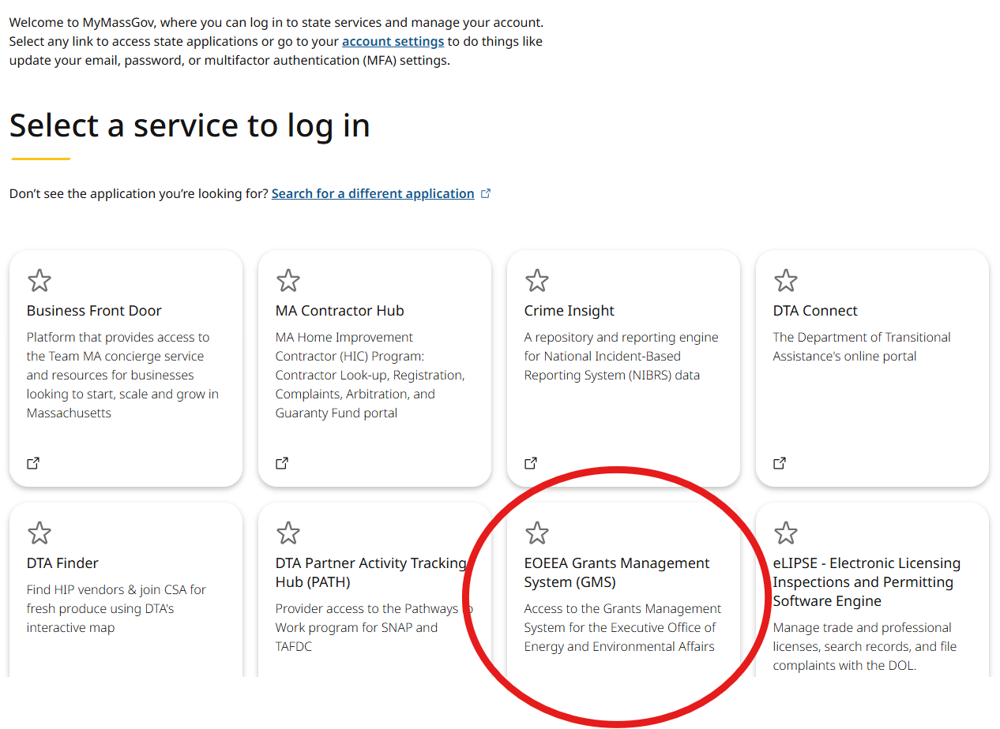 Welcome to MyMassGov, where you can log in to state services and manage your account.
Select any link to access state applications or go to your account settings to do things like
update your email, password, or multifactor authentication (MFA) settings.
Select a service to log in
Don’t see the application you’re looking for? Search for a different application
Business Front Door
Platform that provides access to
the Team MA concierge service
and resources for businesses
looking to start, scale and grow in
Massachusetts
MA Contractor Hub
MA Home Improvement
Contractor (HIC) Program:
Contractor Look-up, Registration,
Complaints, Arbitration, and
Guaranty Fund portal
Crime Insight
A repository and reporting engine
for National Incident-Based
Reporting System (NIBRS) data
DTA Connect
The Department of Transitional
Assistance's online portal
DTA Finder
Find HIP vendors & join CSA for
fresh produce using DTA's
interactive map
DTA Partner Activity Tracking
Hub (PATH)
Provider access to the Pathways to
Work program for SNAP and
TAFDC
EOEEA Grants Management
System (GMS)
Access to the Grants Management
System for the Executive Office of
Energy and Environmental Affairs
eLIPSE - Electronic Licensing
Inspections and Permitting
Software Engine
Manage trade and professional
licenses, search records, and file
complaints with the DOL.